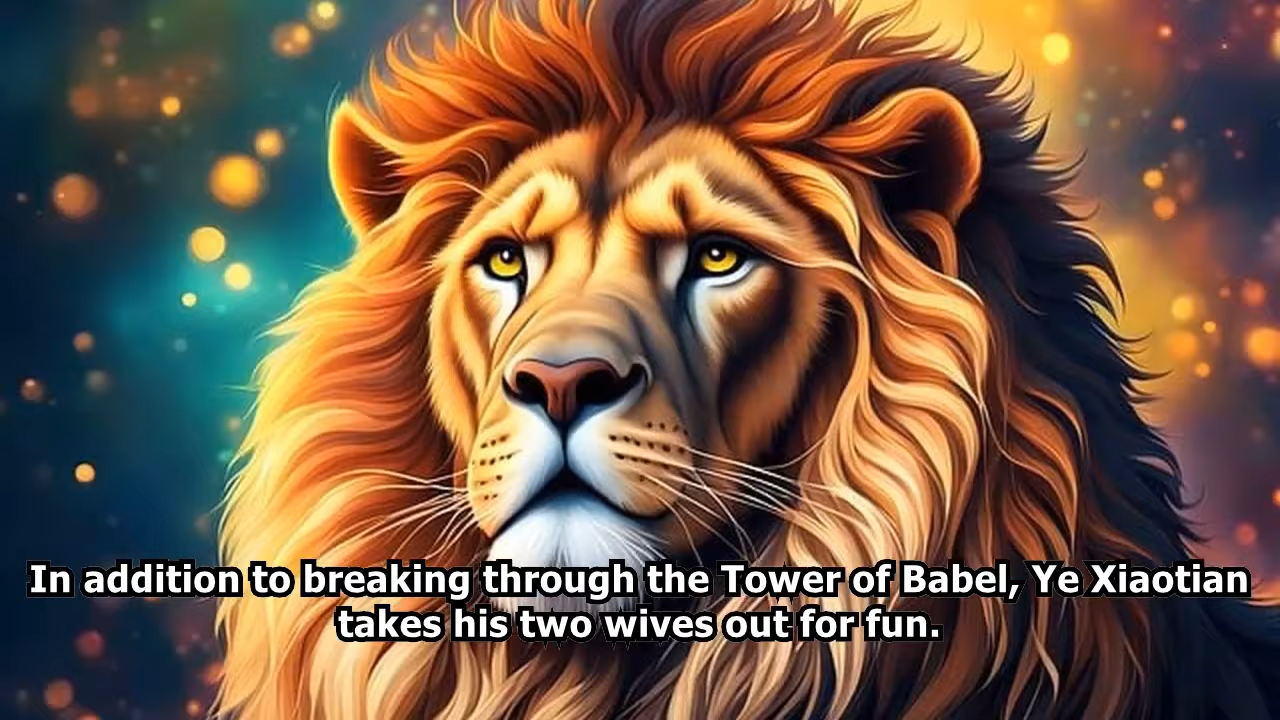 In addition to breaking through the Tower of Babel, Ye Xiaotian
takes his two wives out for fun.